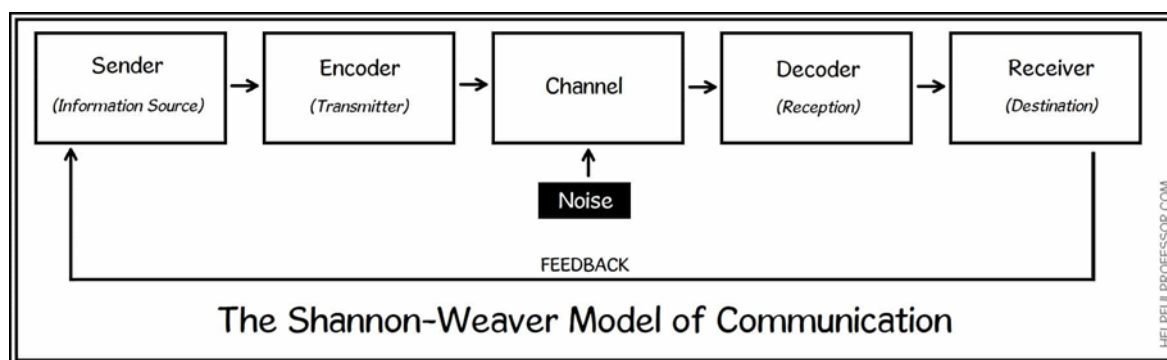 Sender
(Information Source)
Encoder
(Transmitter)
Channel
Decoder
(Reception)
Receiver
(Destination)
Noise
FEEDBACK
The Shannon-Weaver Model of Communication
HELPFULPROFESSOR.COM